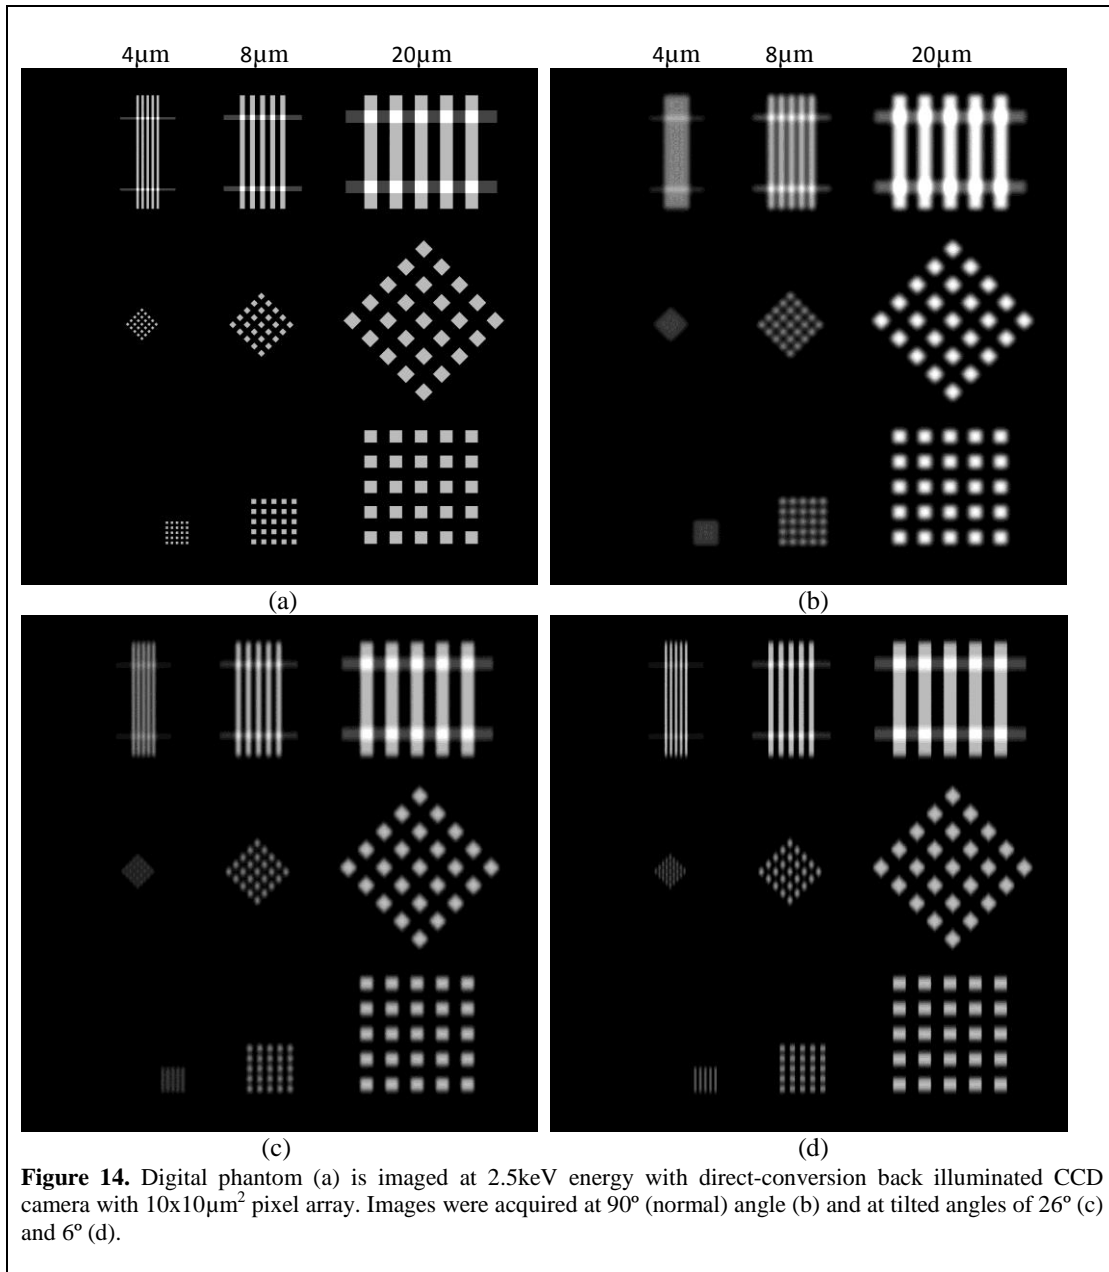 4µm 8µm 20µm 4µm 8µm 20µm
(a) (b)
(c) (d)
Figure 14. Digital phantom (a) is imaged at 2.5keV energy with direct-conversion back illuminated CCD
camera with 10x10µm² pixel array. Images were acquired at 90º (normal) angle (b) and at tilted angles of 26º (c)
and 6º (d).